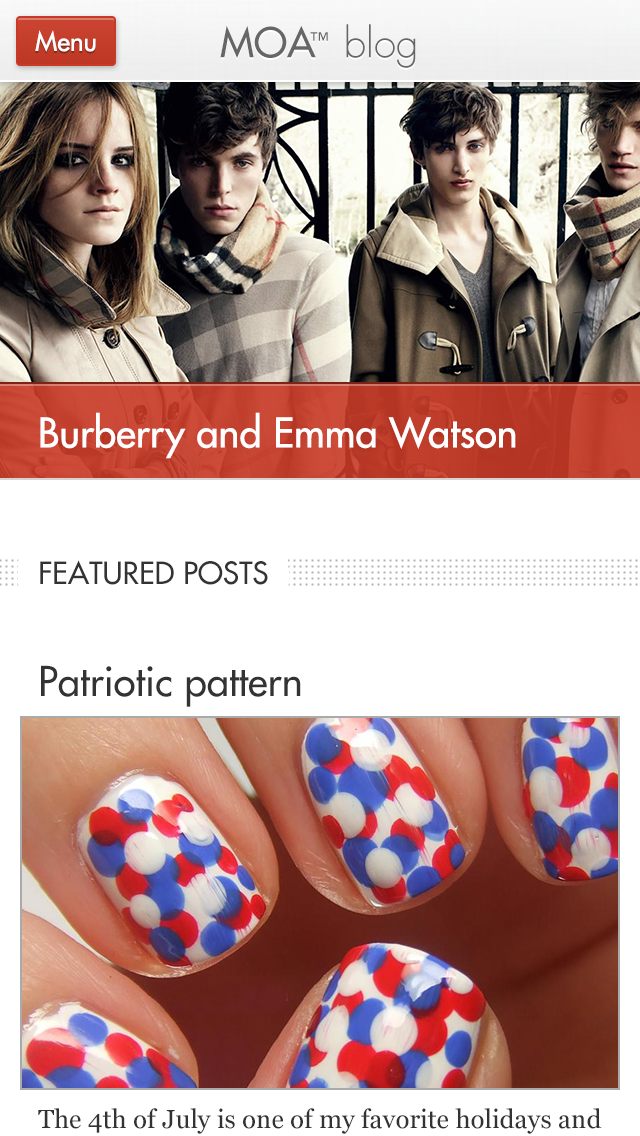 Menu
MOA™ blog
Burberry and Emma Watson
FEATURED POSTS
Patriotic pattern
The 4th of July is one of my favorite holidays and